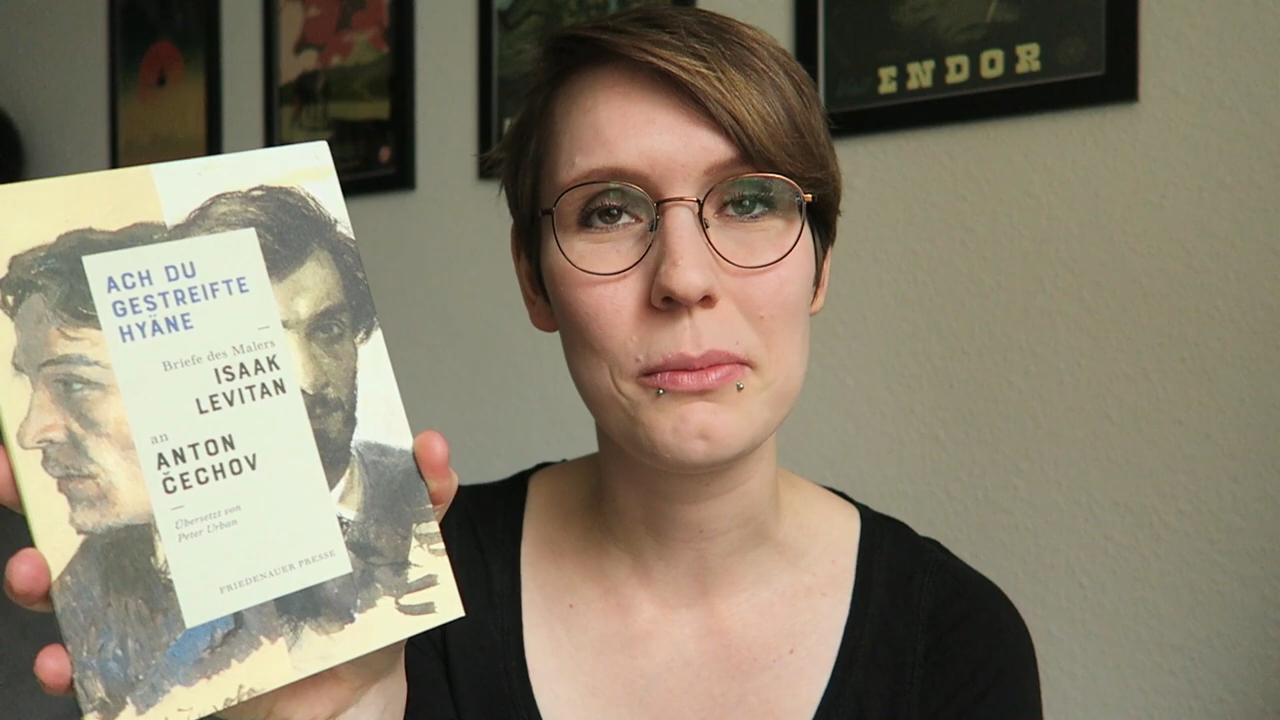 ACH DU
GESTREIFTE
HYÄNE
Briefe des Malers
ISAAK
LEVITAN
an
ANTON
ČECHOV
Übersetzt von
Peter Urban
FRIEDENAUER PRESSE
ENDOR